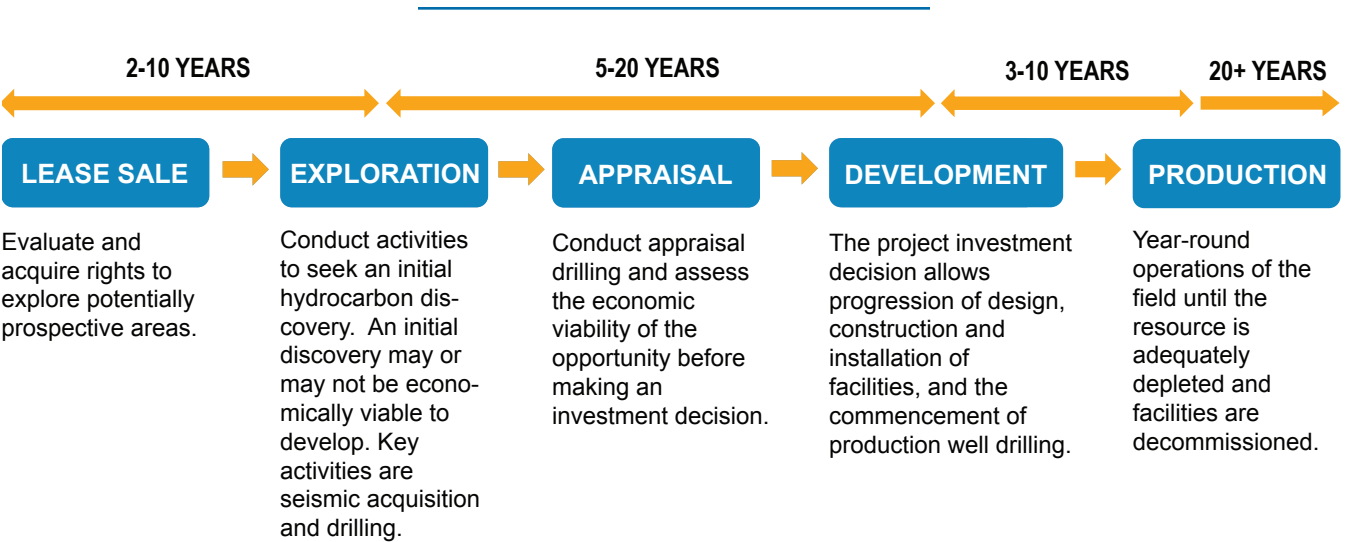 2-10 YEARS
5-20 YEARS
3-10 YEARS
20+ YEARS
LEASE SALE
EXPLORATION
APPRAISAL
DEVELOPMENT
PRODUCTION
Evaluate and
acquire rights to
explore potentially
prospective areas.
Conduct activities
to seek an initial
hydrocarbon dis-
covery.  An initial
discovery may or
may not be econo-
mically viable to
develop. Key
activities are
seismic acquisition
and drilling.
Conduct appraisal
drilling and assess
the economic
viability of the
opportunity before
making an
investment decision.
The project investment
decision allows
progression of design,
construction and
installation of
facilities, and the
commencement of
production well drilling.
Year-round
operations of the
field until the
resource is
adequately
depleted and
facilities are
decommissioned.